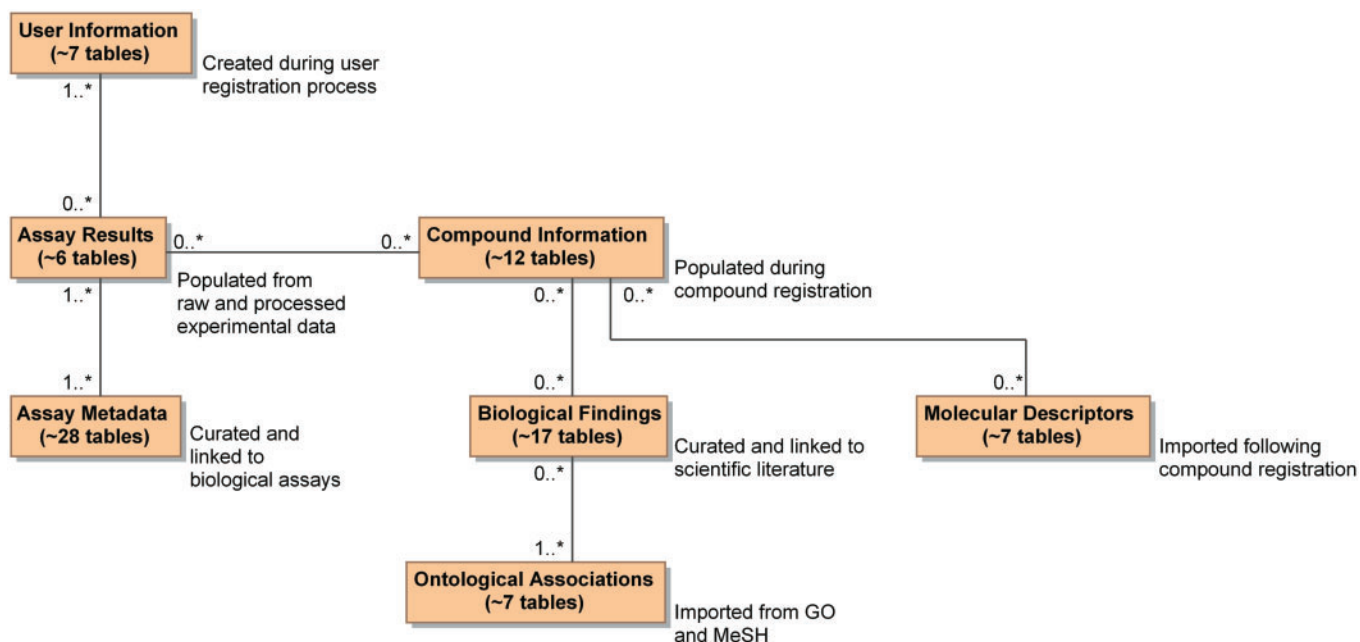 User Information
(~7 tables)
Created during user
registration process
1..*
0..*
Assay Results
(~6 tables)
0..*
0..*
Compound Information
(~12 tables)
Populated from
raw and processed
experimental data
Populated during
compound registration
1..*
0..*
0..*
1..*
0..*
0..*
Assay Metadata
(~28 tables)
Curated and
linked to
biological assays
Biological Findings
(~17 tables)
Curated and linked to
scientific literature
Molecular Descriptors
(~7 tables)
Imported following
compound registration
0..*
1..*
Ontological Associations
(~7 tables)
Imported from GO
and MeSH